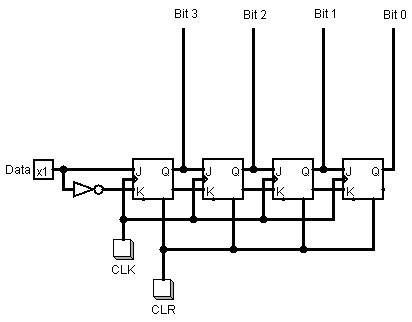 Bit 3 Bit 2 Bit 1 Bit 0
Data x1 J Q J Q J Q J Q
K K K K
CLK
CLR